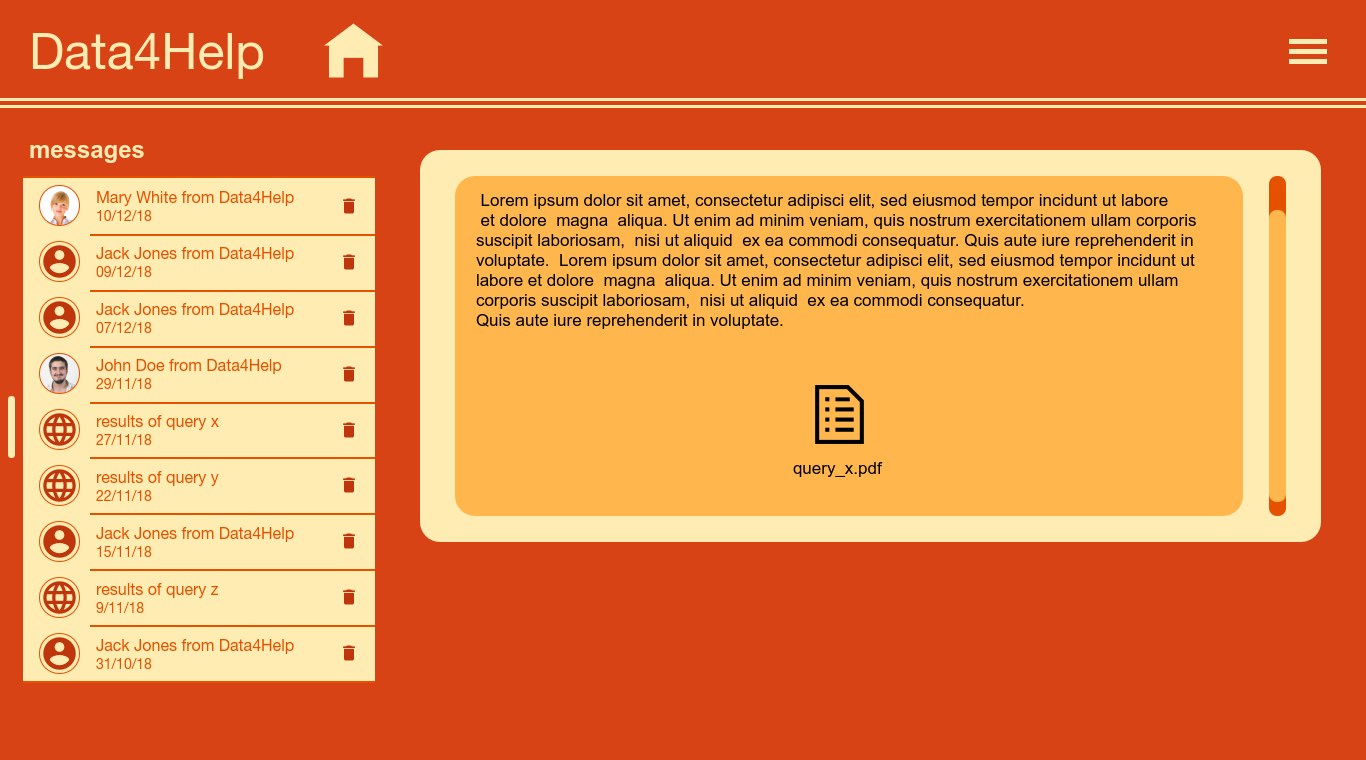 Data4Help
messages
Mary White from Data4Help
10/12/18
Jack Jones from Data4Help
09/12/18
Jack Jones from Data4Help
07/12/18
John Doe from Data4Help
29/11/18
results of query x
27/11/18
results of query y
22/11/18
Jack Jones from Data4Help
15/11/18
results of query z
9/11/18
Jack Jones from Data4Help
31/10/18
Lorem ipsum dolor sit amet, consectetur adipisci elit, sed eiusmod tempor incidunt ut labore
et dolore  magna  aliqua. Ut enim ad minim veniam, quis nostrum exercitationem ullam corporis
suscipit laboriosam,  nisi ut aliquid  ex ea commodi consequatur. Quis aute iure reprehenderit in
voluptate.  Lorem ipsum dolor sit amet, consectetur adipisci elit, sed eiusmod tempor incidunt ut
labore et dolore  magna  aliqua. Ut enim ad minim veniam, quis nostrum exercitationem ullam
corporis suscipit laboriosam,  nisi ut aliquid  ex ea commodi consequatur.
Quis aute iure reprehenderit in voluptate.
query_x.pdf